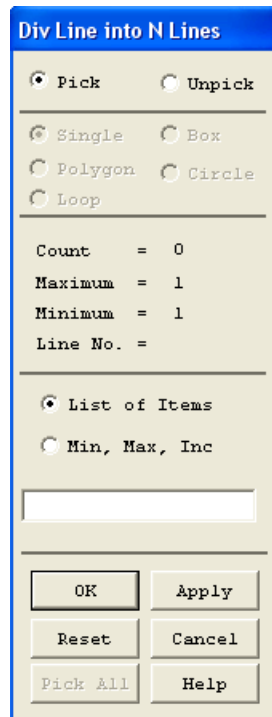 Div Line into N Lines
Pick Unpick
Single Box
Polygon Circle
Loop
Count = 0
Maximum = 1
Minimum = 1
Line No. =
List of Items
Min, Max, Inc
OK Apply
Reset Cancel
Pick All Help